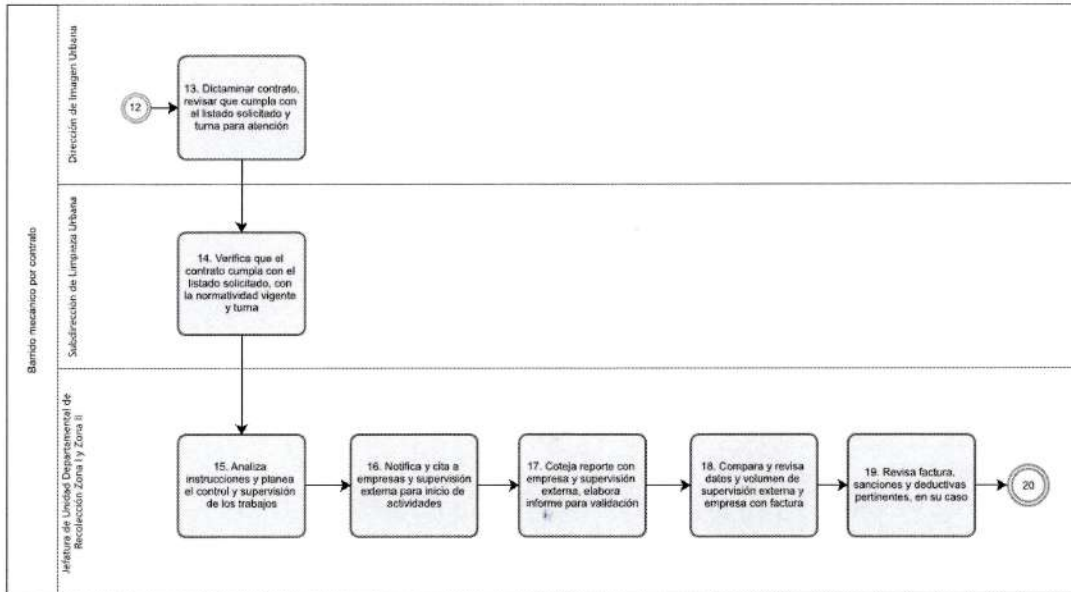 Barrido mecánico por contrato
Dirección de Imagen Urbana
12
13. Dictaminar contrato,
revisar que cumpla con
el listado solicitado y
turna para atención
Subdirección de Limpieza Urbana
14. Verifica que el
contrato cumpla con el
listado solicitado, con
la normatividad vigente
y turna
Jefatura de Unidad Departamental de
Recolección Zona I y Zona II
15. Analiza
instrucciones y planea
el control y supervisión
de los trabajos
16. Notifica y cita a
empresas y supervisión
externa para inicio de
actividades
17. Coteja reporte con
empresa y supervisión
externa, elabora
informe para validación
18. Compara y revisa
datos y volumen de
supervisión externa y
empresa con factura
19. Revisa factura,
sanciones y deductivas
pertinentes, en su caso
20